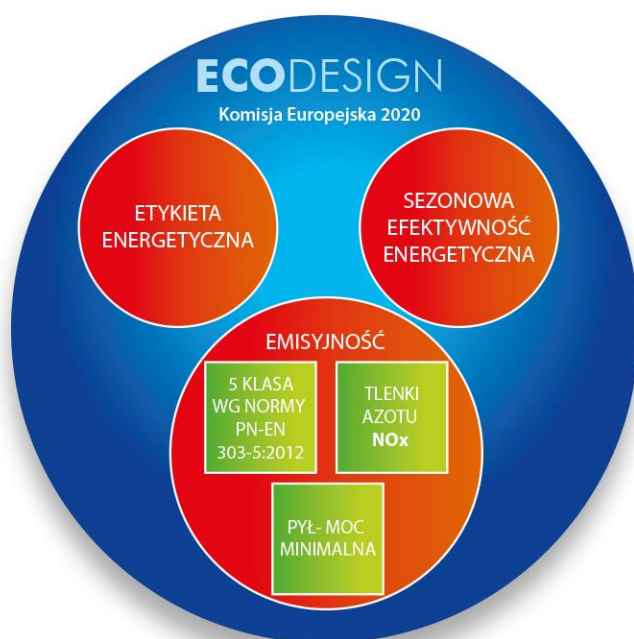 ECODESIGN
Komisja Europejska 2020
ETYKIETA
ENERGETYCZNA
SEZONOWA
EFEKTYWNOŚĆ
ENERGETYCZNA
EMISYJNOŚĆ
5 KLASA
WG NORMY
PN-EN
303-5:2012
TLENKI
AZOTU
NOx
PYŁ- MOC
MINIMALNA